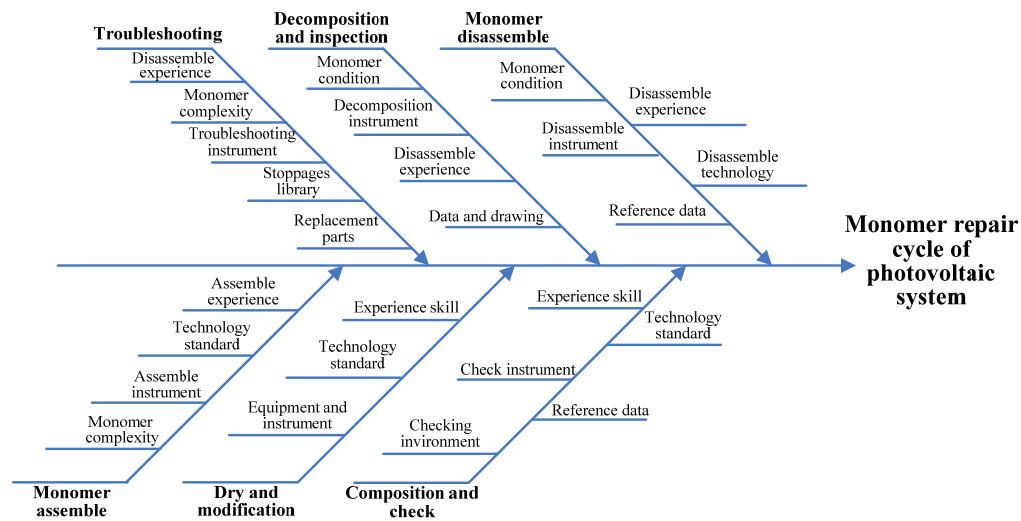 Troubleshooting
Disassemble
experience
Monomer
complexity
Troubleshooting
instrument
Stoppages
library
Replacement
parts
Decomposition
and inspection
Monomer
condition
Decomposition
instrument
Disassemble
experience
Data and drawing
Monomer
disassemble
Monomer
condition
Disassemble
instrument
Reference data
Disassemble
experience
Disassemble
technology
Monomer repair
cycle of
photovoltaic
system
Assemble
experience
Technology
standard
Assemble
instrument
Monomer
complexity
Monomer
assemble
Experience skill
Technology
standard
Equipment and
instrument
Dry and
modification
Experience skill
Technology
standard
Check instrument
Reference data
Checking
invironment
Composition and
check